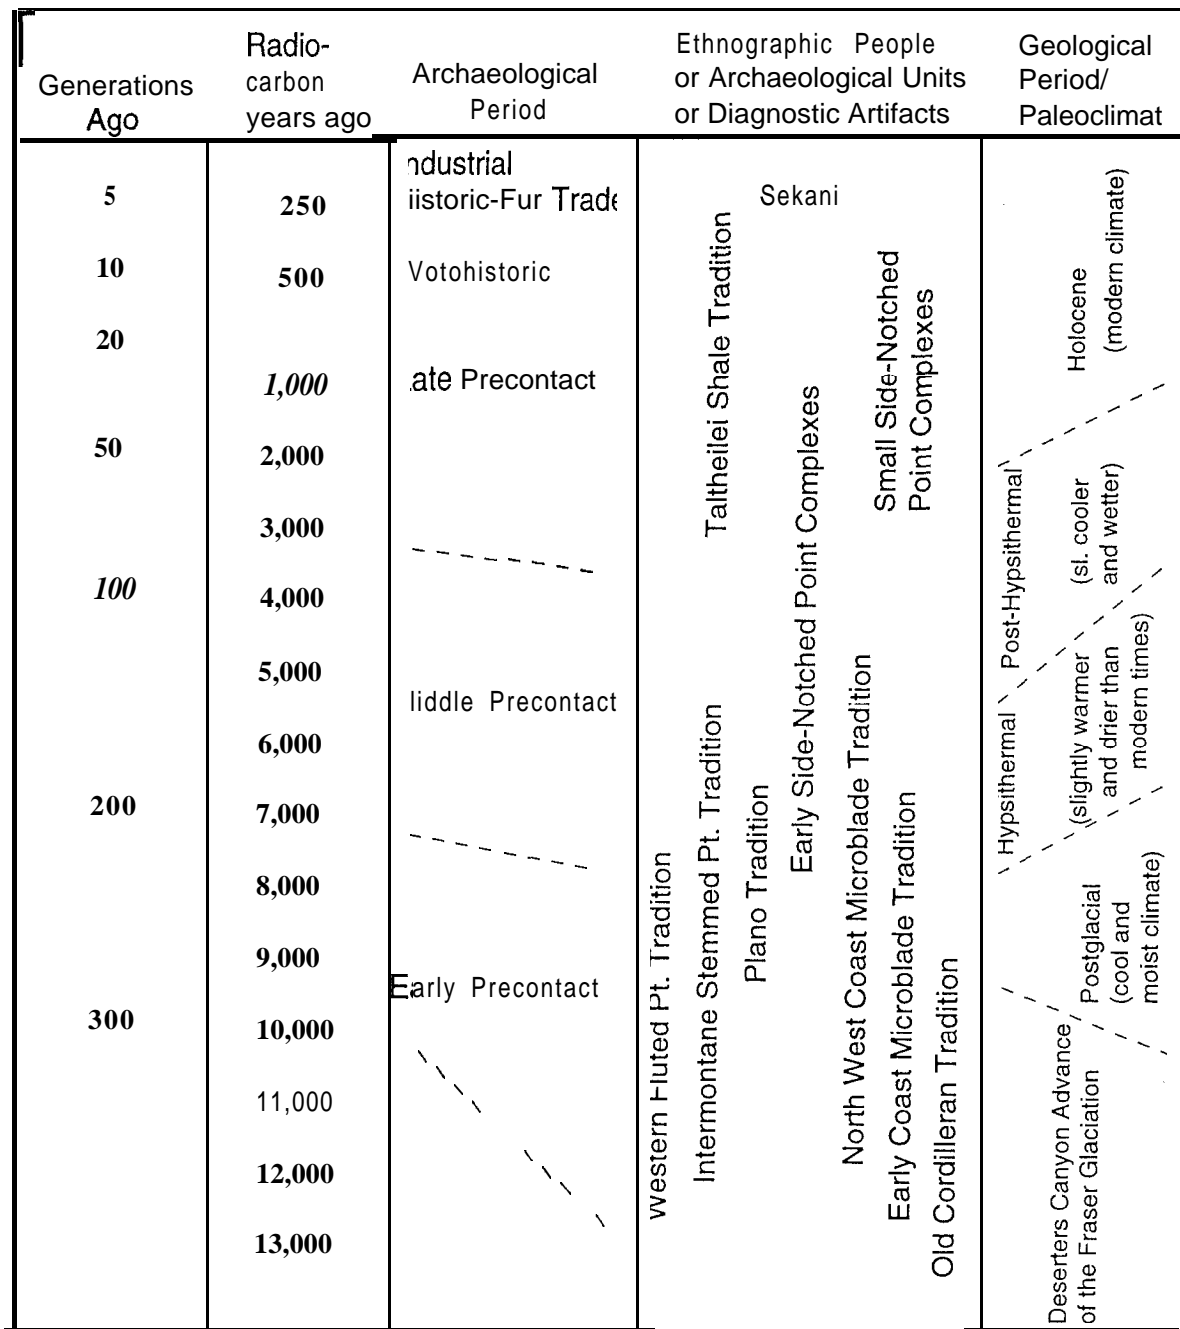 Generations
Ago
Radio-
carbon
years ago
Archaeological
Period
Ethnographic People
or Archaeological Units
or Diagnostic Artifacts
Geological
Period/
Paleoclimat
5
10
20
50
100
200
300
250
500
1,000
2,000
3,000
4,000
5,000
6,000
7,000
8,000
9,000
10,000
11,000
12,000
13,000
ndustrial
iistoric-Fur Trade
Votohistoric
.ate Precontact
liddle Precontact
Early Precontact
Sekani
Western Fluted Pt. Tradition
Intermontane Stemmed Pt. Tradition
Taltheilei Shale Tradition
Plano Tradition
Early Side-Notched Point Complexes
North West Coast Microblade Tradition
Small Side-Notched
Point Complexes
Early Coast Microblade Tradition
Old Cordilleran Tradition
Holocene
(modern climate)
Post-Hypsithermal
(sl. cooler
and wetter)
Hypsithermal
(slightly warmer
and drier than
modern times)
Postglacial
(cool and
moist climate)
Deserters Canyon Advance
of the Fraser Glaciation